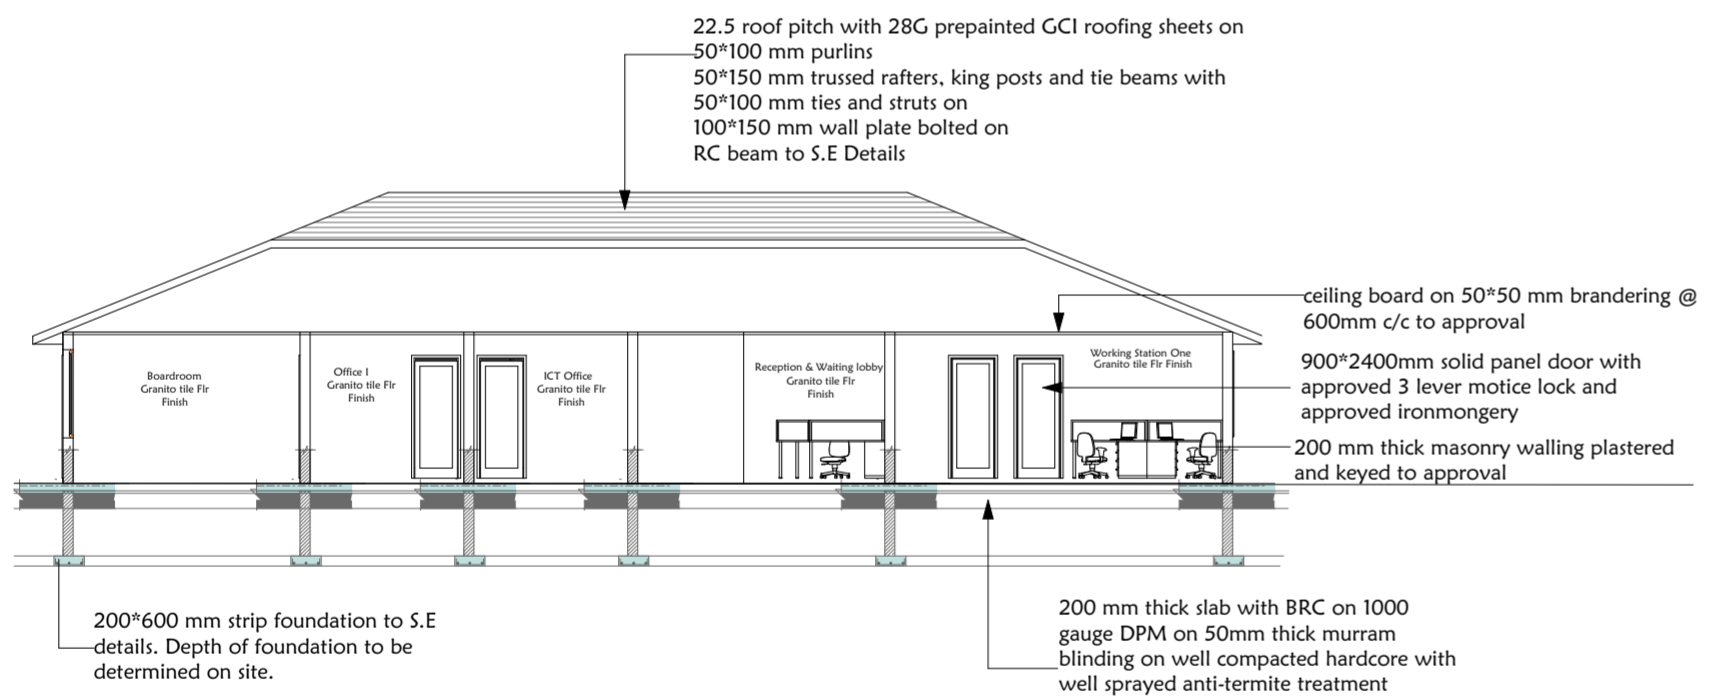 22.5 roof pitch with 28G prepainted GCI roofing sheets on
50*100 mm purlins
50*150 mm trussed rafters, king posts and tie beams with
50*100 mm ties and struts on
100*150 mm wall plate bolted on
RC beam to S.E Details
ceiling board on 50*50 mm brandering @
600mm c/c to approval
900*2400mm solid panel door with
approved 3 lever motice lock and
approved ironmongery
200 mm thick masonry walling plastered
and keyed to approval
Boardroom
Granito tile Flr
Finish
Office I
Granito tile Flr
Finish
ICT Office
Granito tile Flr
Finish
Reception & Waiting lobby
Granito tile Flr
Finish
Working Station One
Granito tile Flr Finish
200*600 mm strip foundation to S.E
details. Depth of foundation to be
determined on site.
200 mm thick slab with BRC on 1000
gauge DPM on 50mm thick murram
blinding on well compacted hardcore with
well sprayed anti-termite treatment